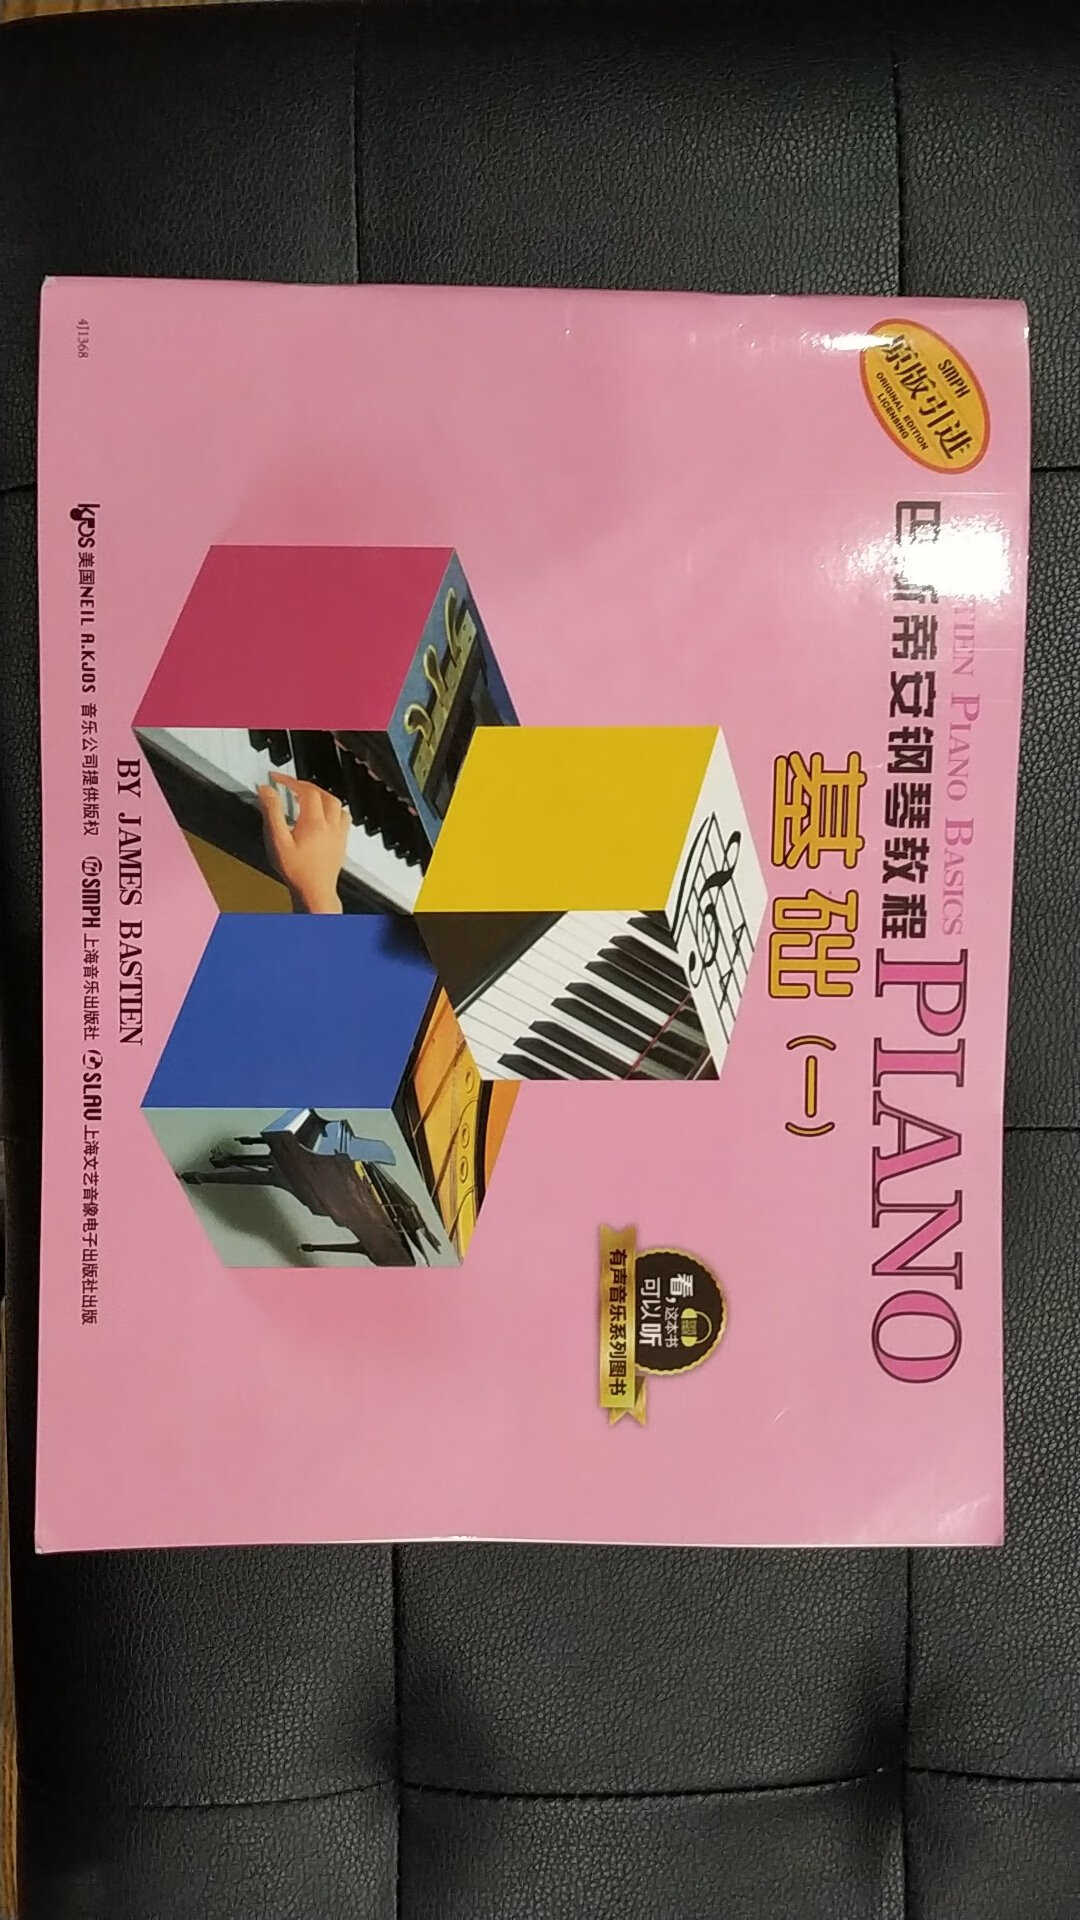 SMPH
原版引进
ORIGINAL EDITION
LICENSING
TIEN PIANO BASICS
巴斯蒂安钢琴教程 PIANO
基础 (一)
看,这本书
可以听
有声音乐系列图书
BY JAMES BASTIEN
kjos 美国NEIL A.KJOS 音乐公司提供版权 SMPH 上海音乐出版社 SLAV 上海文艺音像电子出版社出版
4J1368